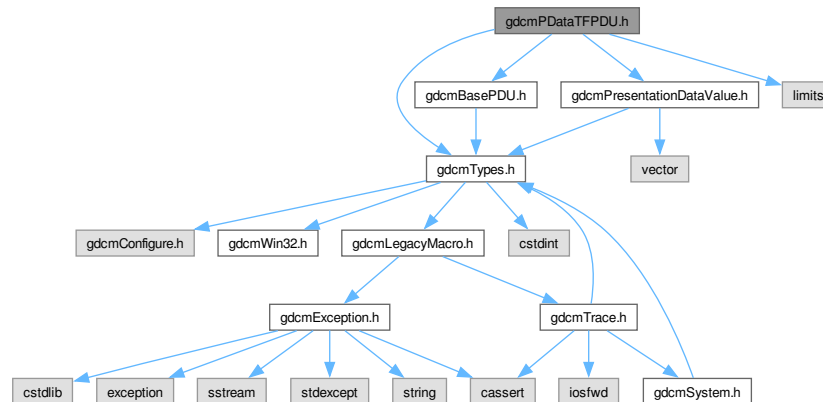 gdcmPDataTFPDU.h
gdcmBasePDU.h
gdcmPresentationDataValue.h
limits
gdcmTypes.h
vector
gdcmConfigure.h
gdcmWin32.h
gdcmLegacyMacro.h
cstdint
gdcmException.h
gdcmTrace.h
cstdlib
exception
sstream
stdexcept
string
cassert
iosfwd
gdcmSystem.h